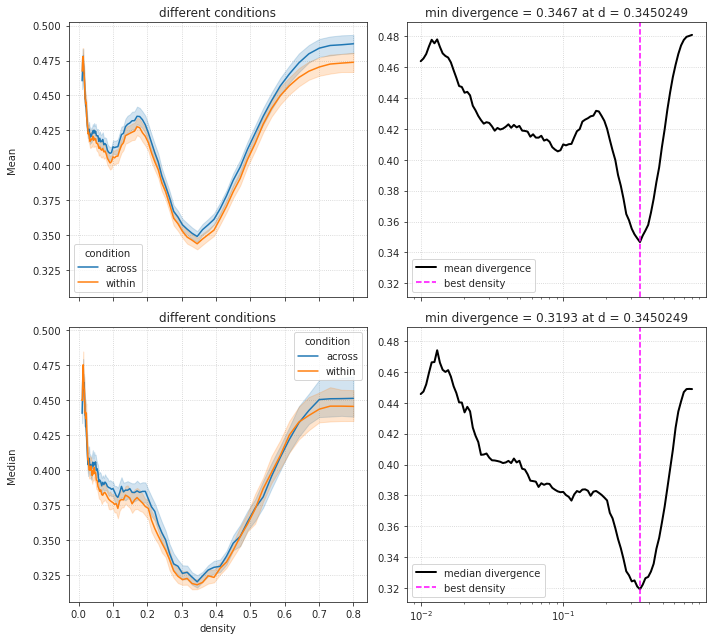 different conditions
min divergence = 0.3467 at d = 0.3450249
0.500
0.475
0.450
0.425
0.400
0.375
0.350
0.325
Mean
condition
across
within
0.48
0.46
0.44
0.42
0.40
0.38
0.36
0.34
0.32
mean divergence
best density
different conditions
min divergence = 0.3193 at d = 0.3450249
0.500
0.475
0.450
0.425
0.400
0.375
0.350
0.325
Median
condition
across
within
0.0 0.1 0.2 0.3 0.4 0.5 0.6 0.7 0.8
density
0.48
0.46
0.44
0.42
0.40
0.38
0.36
0.34
0.32
median divergence
best density
10⁻² 10⁻¹